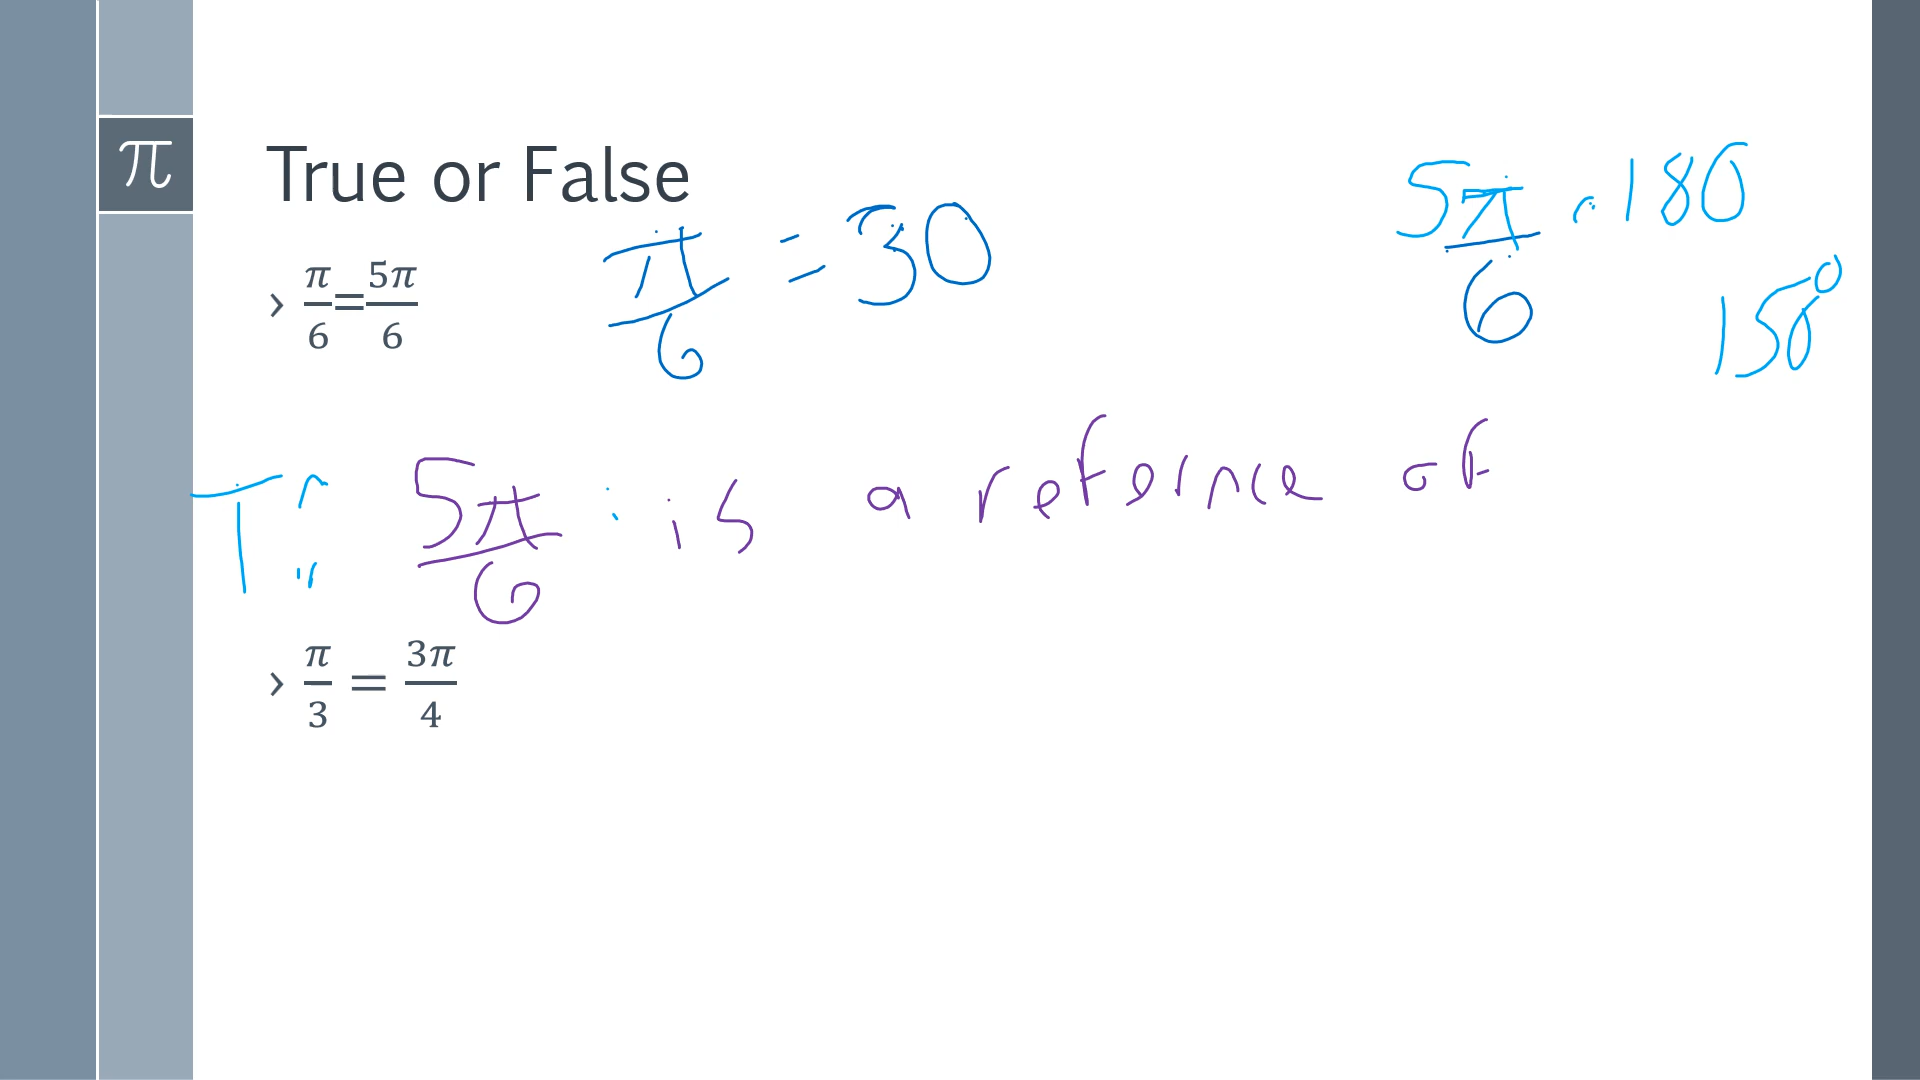 π
True or False
π/6 = 30
5π/6 · 180
150°
› π/6=5π/6
T: 5π/6 is a refernce of
› π/3 = 3π/4